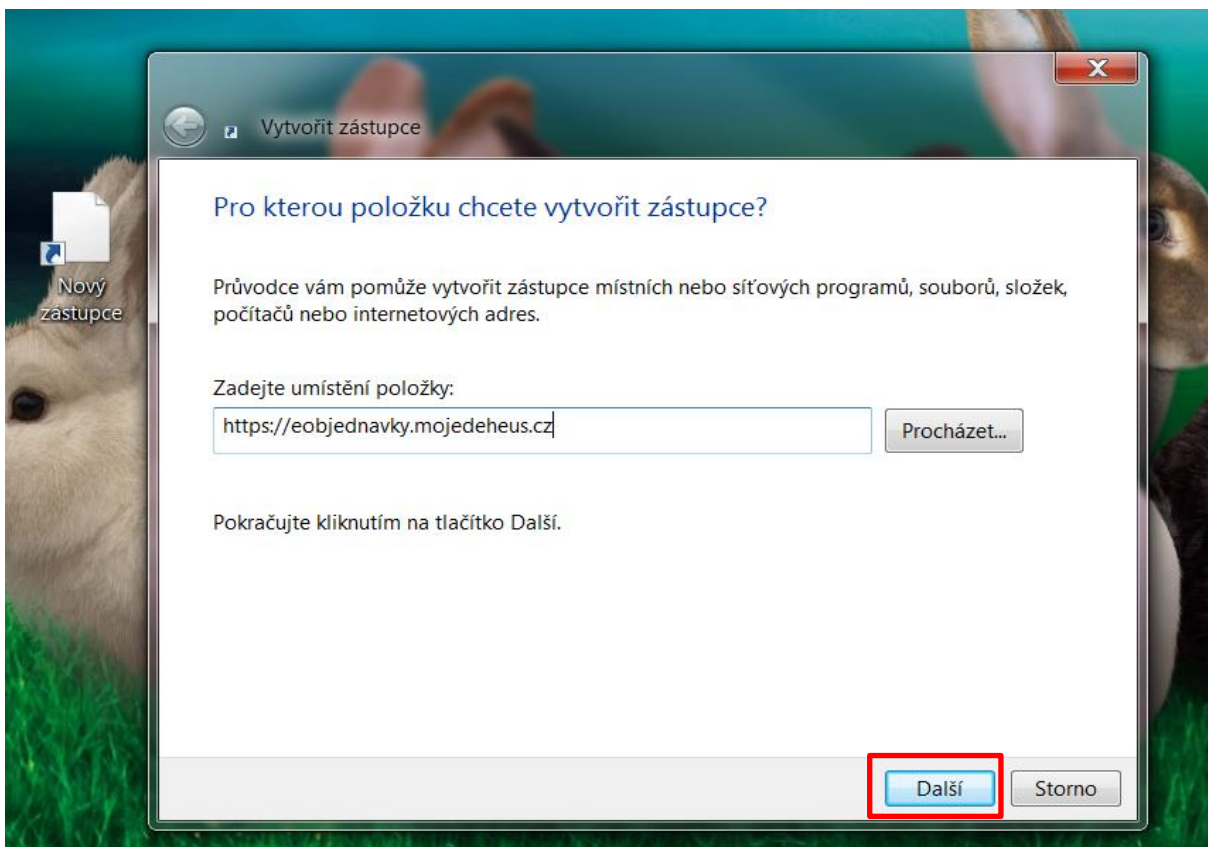 Vytvořit zástupce
Nový
zástupce
Pro kterou položku chcete vytvořit zástupce?
Průvodce vám pomůže vytvořit zástupce místních nebo síťových programů, souborů, složek,
počítačů nebo internetových adres.
Zadejte umístění položky:
https://eobjednavky.mojedeheus.cz
Procházet...
Pokračujte kliknutím na tlačítko Další.
Další
Storno